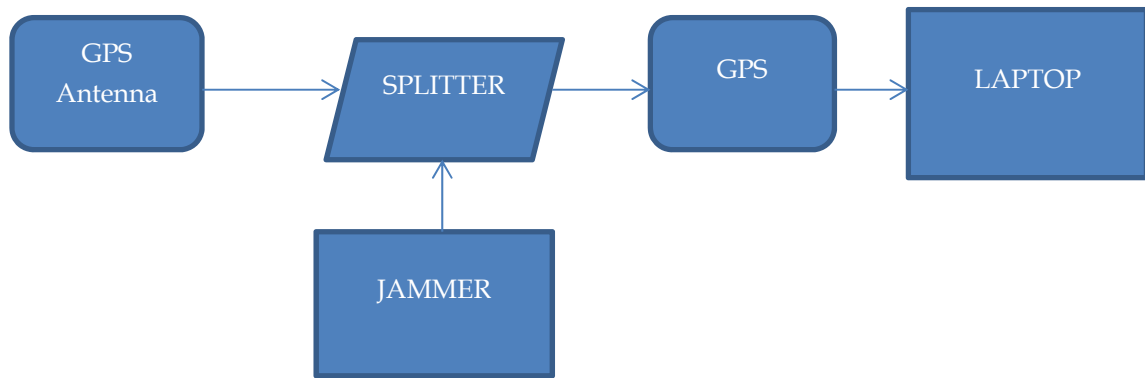 GPS
Antenna
SPLITTER
GPS
LAPTOP
JAMMER